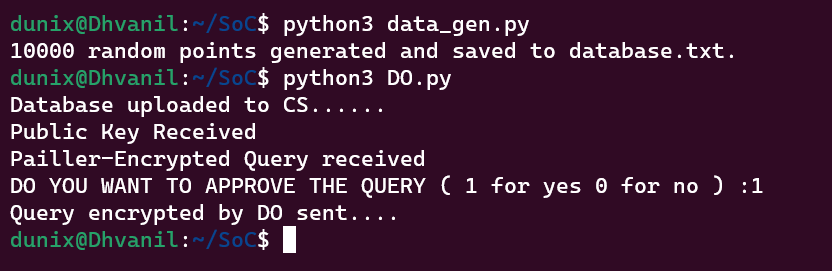 dunix@Dhvanil:~/SoC$ python3 data_gen.py
10000 random points generated and saved to database.txt.
dunix@Dhvanil:~/SoC$ python3 DO.py
Database uploaded to CS......
Public Key Received
Pailler-Encrypted Query received
DO YOU WANT TO APPROVE THE QUERY ( 1 for yes 0 for no ) :1
Query encrypted by DO sent....
dunix@Dhvanil:~/SoC$